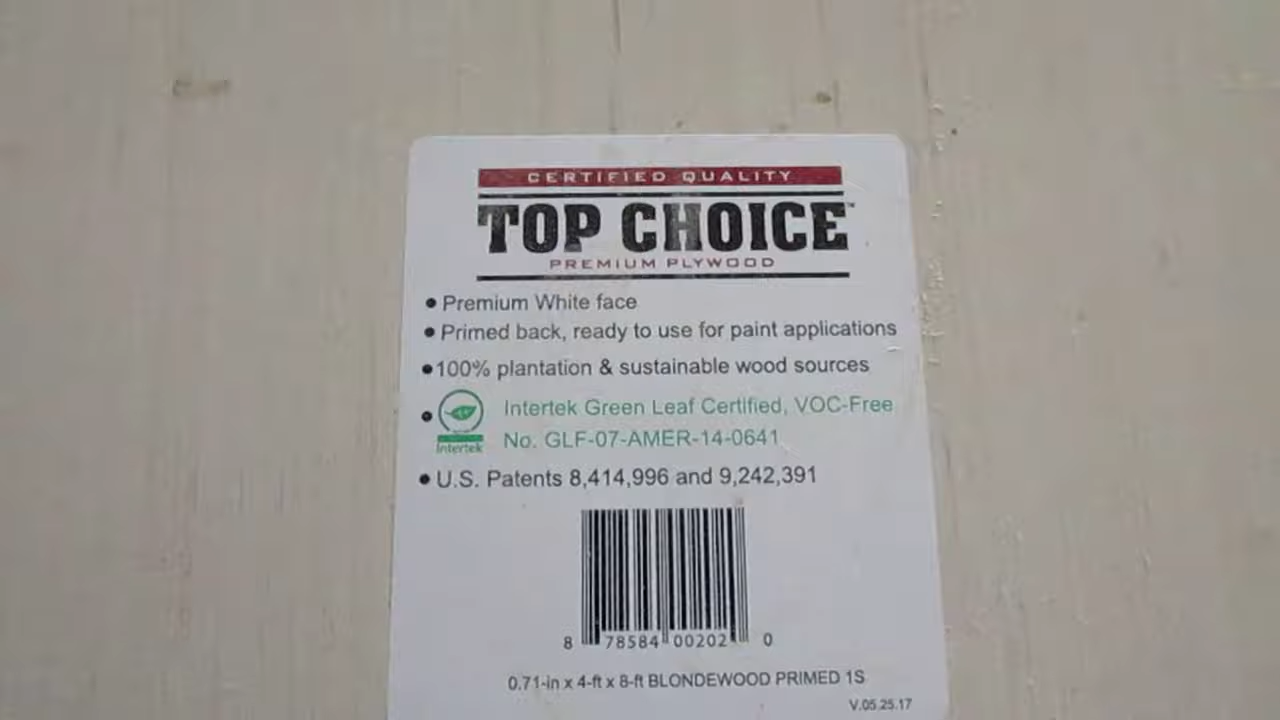 CERTIFIED QUALITY
TOP CHOICE™
PREMIUM PLYWOOD
• Premium White face
• Primed back, ready to use for paint applications
• 100% plantation & sustainable wood sources
• Intertek Green Leaf Certified, VOC-Free
Intertek No. GLF-07-AMER-14-0641
• U.S. Patents 8,414,996 and 9,242,391
8 78584 00202 0
0.71-in x 4-ft x 8-ft BLONDEWOOD PRIMED 1S
V.05.25.17